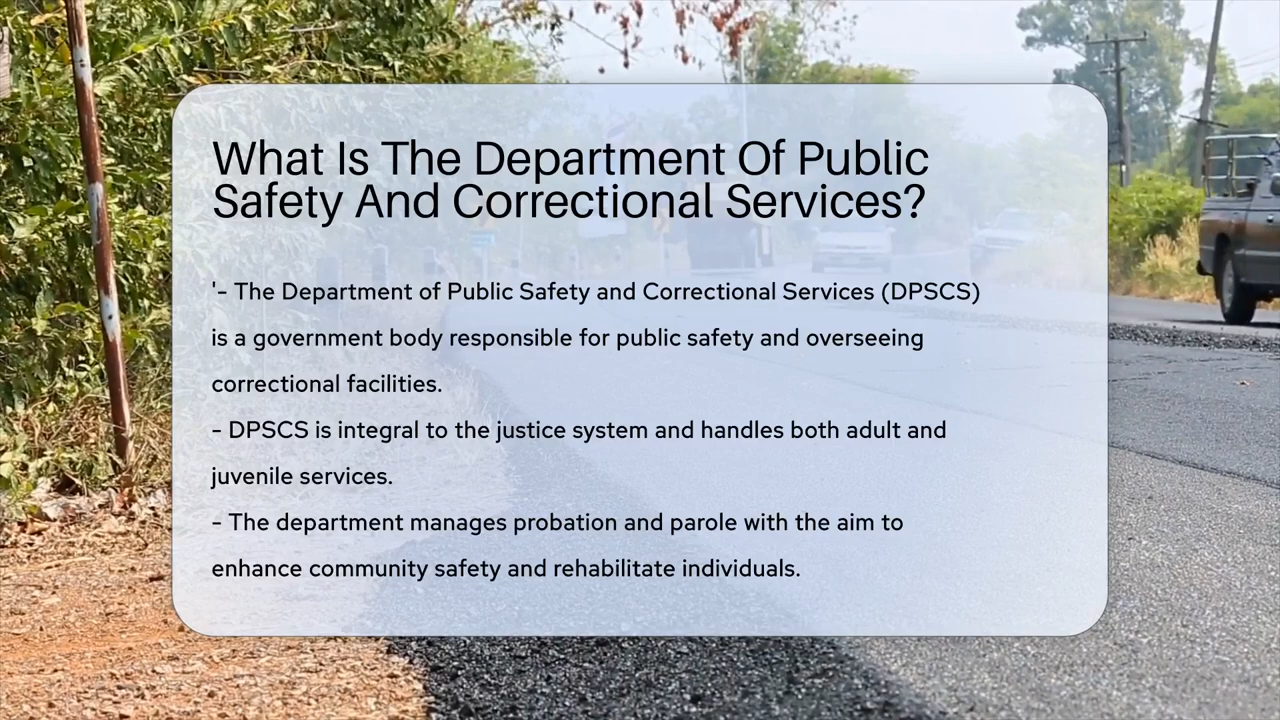 What Is The Department Of Public
Safety And Correctional Services?
'- The Department of Public Safety and Correctional Services (DPSCS)
is a government body responsible for public safety and overseeing
correctional facilities.
- DPSCS is integral to the justice system and handles both adult and
juvenile services.
- The department manages probation and parole with the aim to
enhance community safety and rehabilitate individuals.